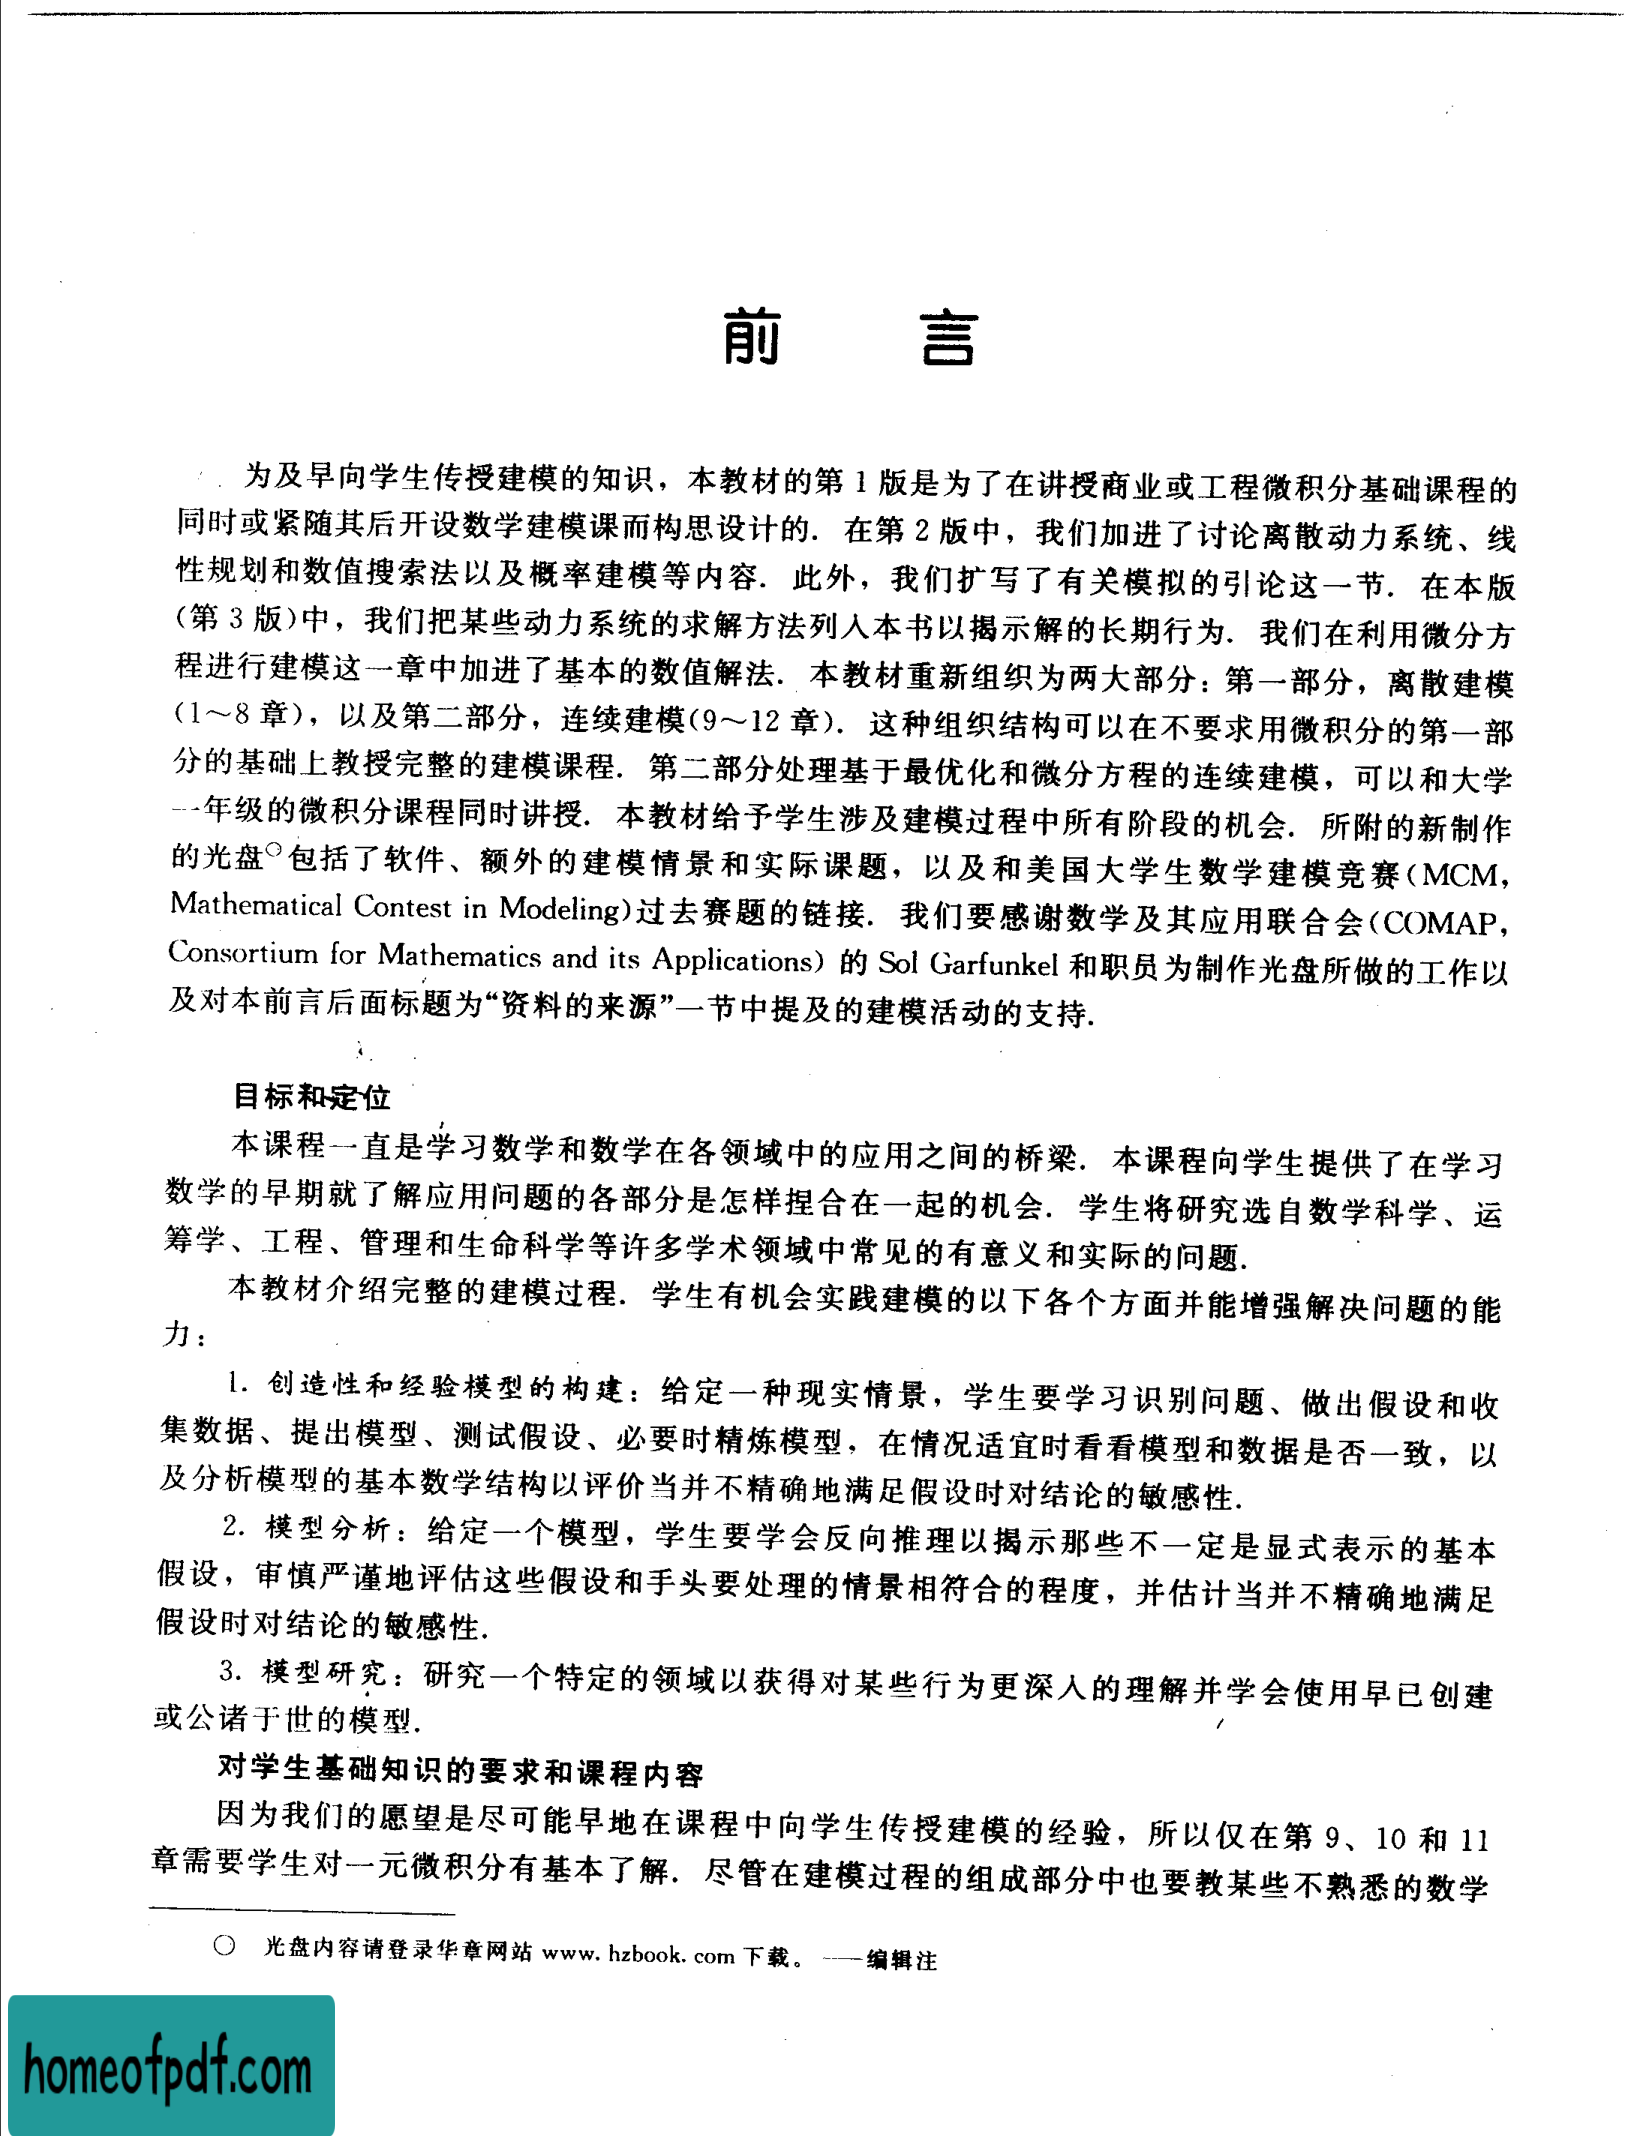 前 言
为及早向学生传授建模的知识，本教材的第 1 版是为了在讲授商业或工程微积分基础课程的
同时或紧随其后开设数学建模课而构思设计的．在第 2 版中，我们加进了讨论离散动力系统、线
性规划和数值搜索法以及概率建模等内容．此外，我们扩写了有关模拟的引论这一节．在本版
(第 3 版)中，我们把某些动力系统的求解方法列入本书以揭示解的长期行为．我们在利用微分方
程进行建模这一章中加进了基本的数值解法．本教材重新组织为两大部分：第一部分，离散建模
(1～8 章)，以及第二部分，连续建模(9～12 章)．这种组织结构可以在不要求用微积分的第一部
分的基础上教授完整的建模课程．第二部分处理基于最优化和微分方程的连续建模，可以和大学
一年级的微积分课程同时讲授．本教材给予学生涉及建模过程中所有阶段的机会．所附的新制作
的光盘○包括了软件、额外的建模情景和实际课题，以及和美国大学生数学建模竞赛(MCM,
Mathematical Contest in Modeling)过去赛题的链接．我们要感谢数学及其应用联合会(COMAP,
Consortium for Mathematics and its Applications) 的 Sol Garfunkel 和职员为制作光盘所做的工作以
及对本前言后面标题为“资料的来源”一节中提及的建模活动的支持．
目标和定位
本课程一直是学习数学和数学在各领域中的应用之间的桥梁．本课程向学生提供了在学习
数学的早期就了解应用问题的各部分是怎样捏合在一起的机会．学生将研究选自数学科学、运
筹学、工程、管理和生命科学等许多学术领域中常见的有意义和实际的问题．
本教材介绍完整的建模过程．学生有机会实践建模的以下各个方面并能增强解决问题的能
力：
1. 创造性和经验模型的构建：给定一种现实情景，学生要学习识别问题、做出假设和收
集数据、提出模型、测试假设、必要时精炼模型，在情况适宜时看看模型和数据是否一致，以
及分析模型的基本数学结构以评价当并不精确地满足假设时对结论的敏感性．
2. 模型分析：给定一个模型，学生要学会反向推理以揭示那些不一定是显式表示的基本
假设，审慎严谨地评估这些假设和手头要处理的情景相符合的程度，并估计当并不精确地满足
假设时对结论的敏感性．
3. 模型研究：研究一个特定的领域以获得对某些行为更深入的理解并学会使用早已创建
或公诸于世的模型．
对学生基础知识的要求和课程内容
因为我们的愿望是尽可能早地在课程中向学生传授建模的经验，所以仅在第 9、10 和 11
章需要学生对一元微积分有基本了解．尽管在建模过程的组成部分中也要教某些不熟悉的数学
○ 光盘内容请登录华章网站 www.hzbook.com 下载。——编辑注
homeofpdf.com